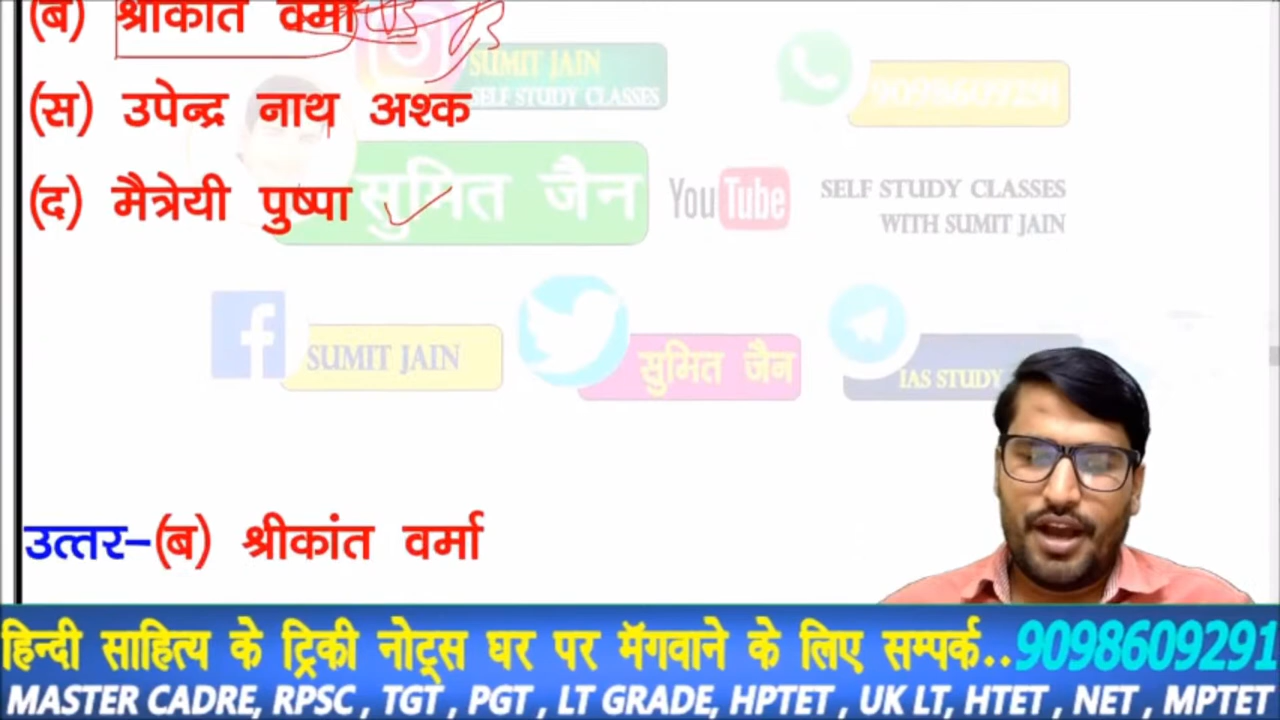 (ब) श्रीकांत वर्मा
SUMIT JAIN
SELF STUDY CLASSES
9098609291
(स) उपेन्द्र नाथ अश्क
(द) मैत्रेयी पुष्पा
सुमित जैन
YouTube
SELF STUDY CLASSES
WITH SUMIT JAIN
f
SUMIT JAIN
सुमित जैन
IAS STUDY
उत्तर-(ब) श्रीकांत वर्मा
हिन्दी साहित्य के ट्रिकी नोट्स घर पर मॅगवाने के लिए सम्पर्क..9098609291
MASTER CADRE, RPSC , TGT , PGT , LT GRADE, HPTET , UK LT, HTET , NET , MPTET